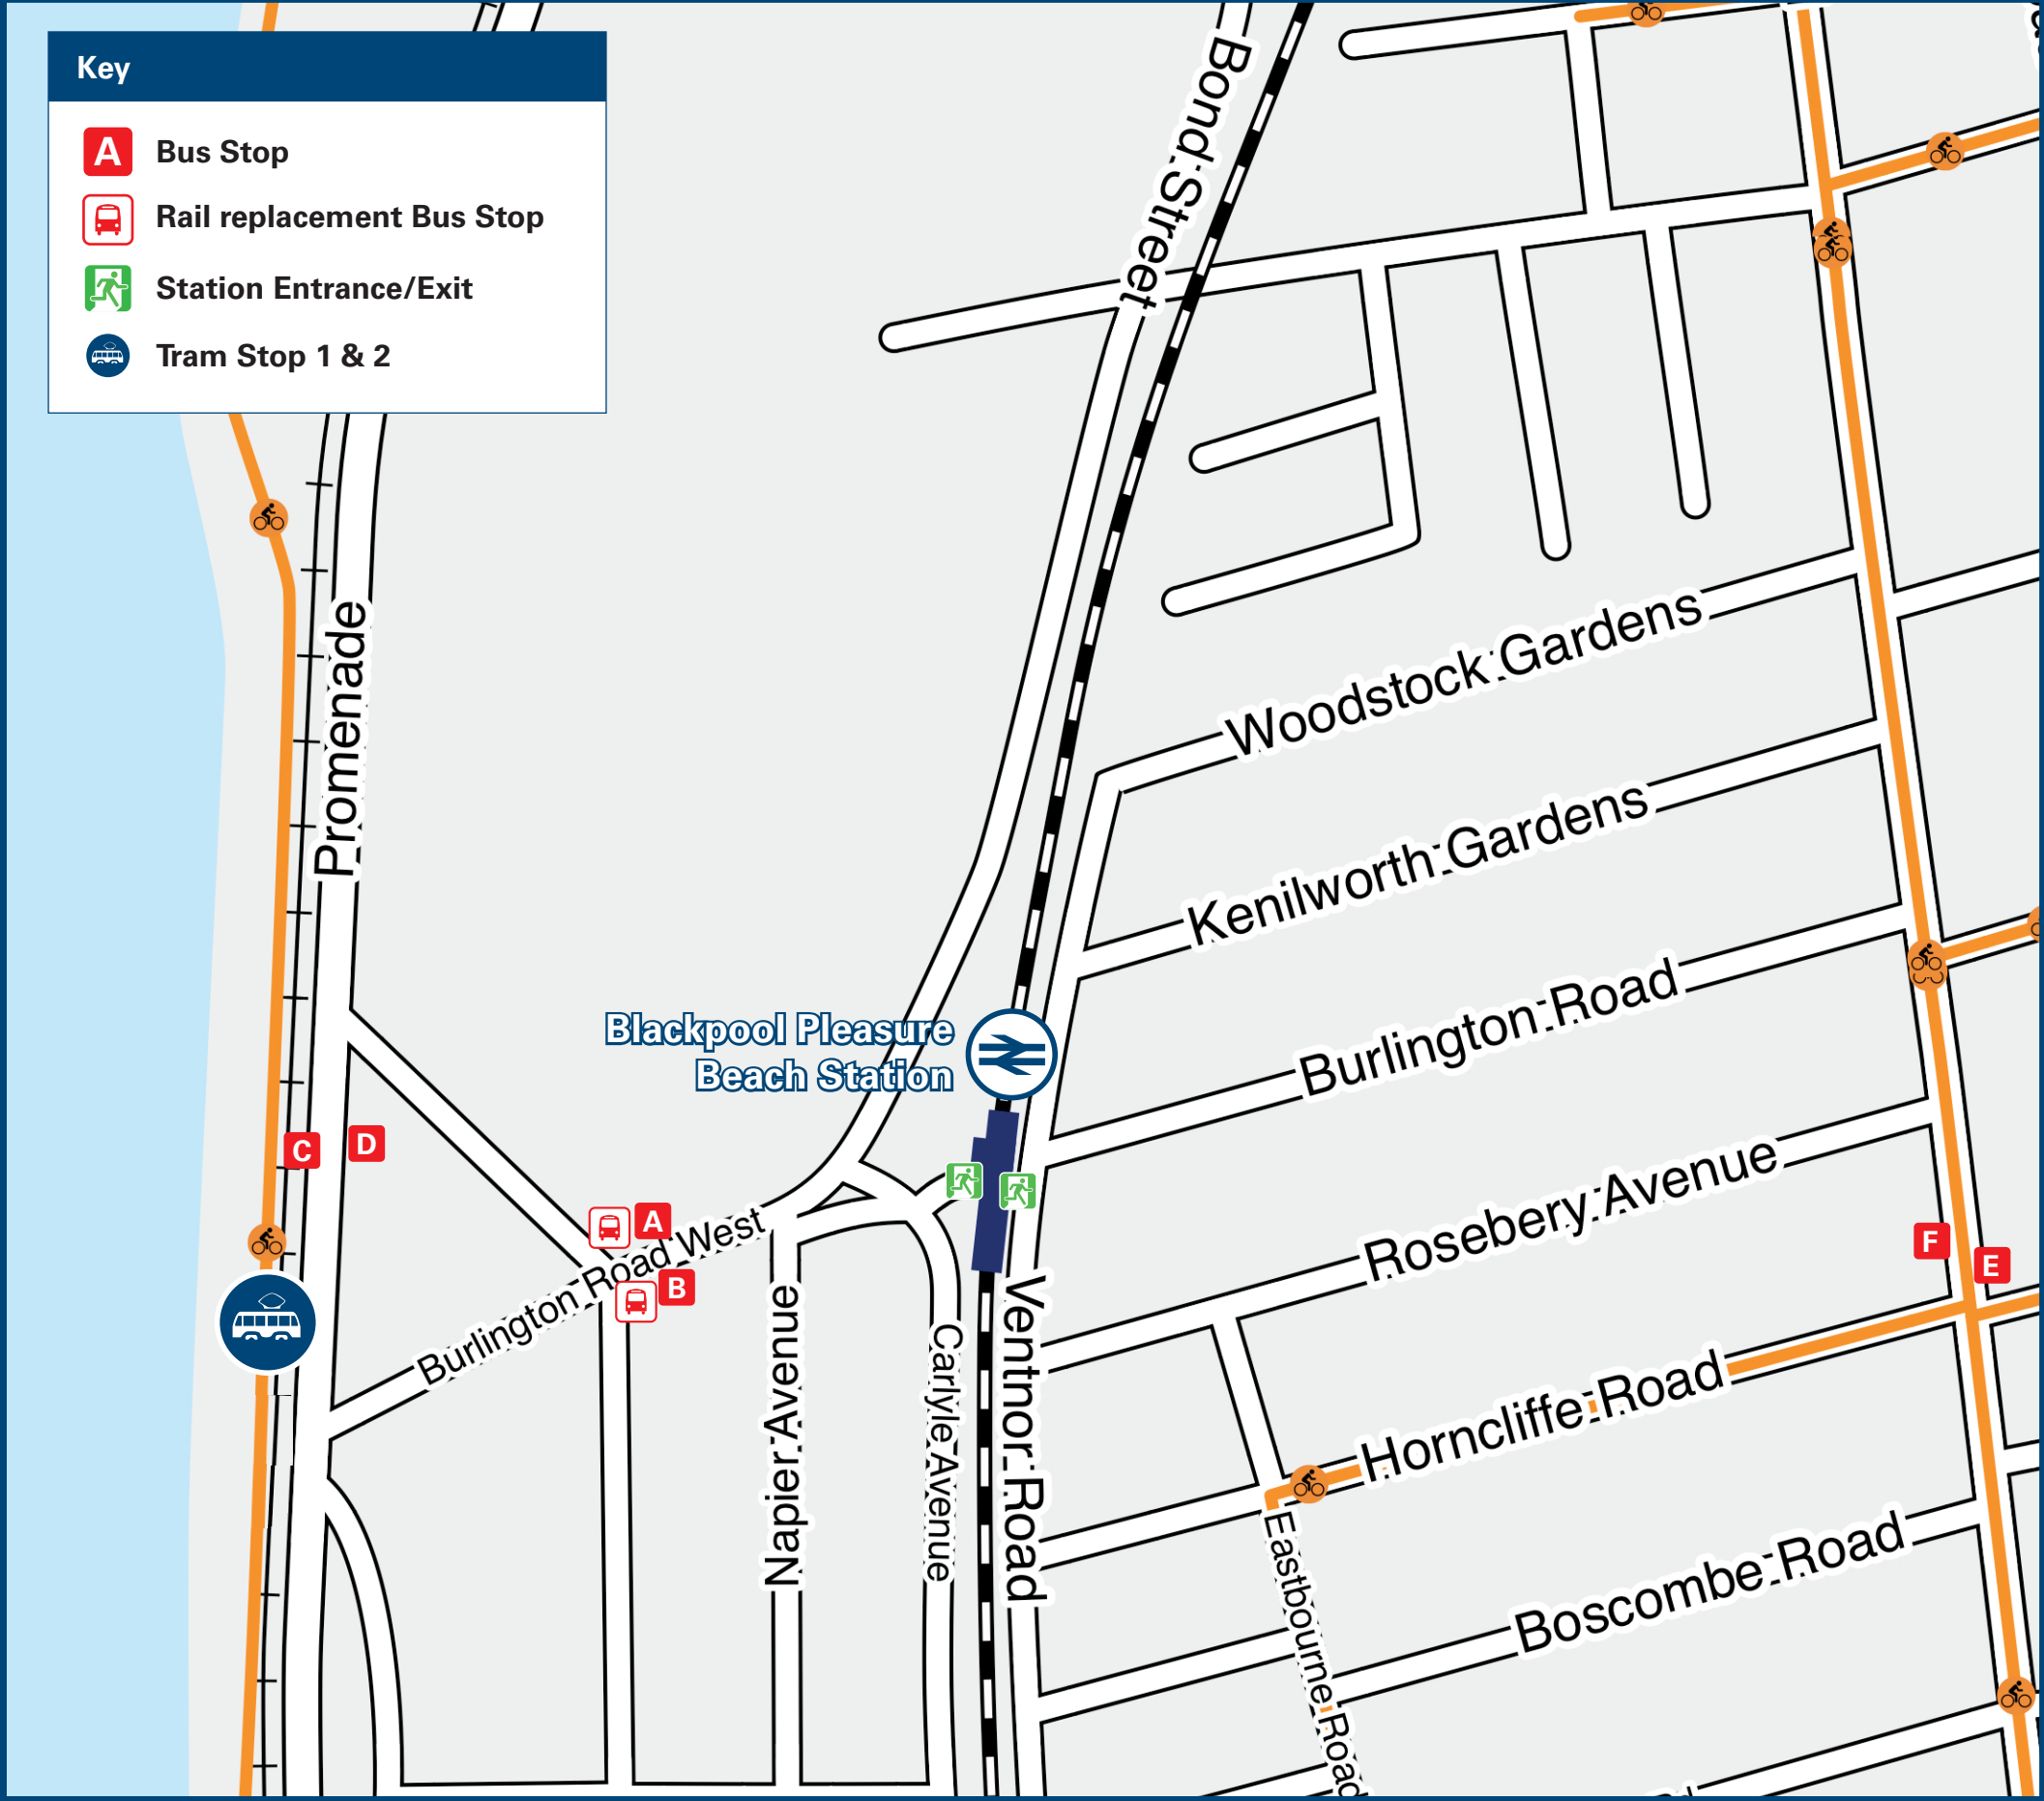 Key
A
Bus Stop
Rail replacement Bus Stop
Station Entrance/Exit
Tram Stop 1 & 2
Bond Street
Promenade
Woodstock Gardens
Kenilworth Gardens
Burlington Road
Blackpool Pleasure
Beach Station
C
D
A
B
Burlington Road West
Rosebery Avenue
F
E
Napier Avenue
Carlyle Avenue
Ventnor Road
Horncliffe Road
Eastbourne Road
Boscombe Road